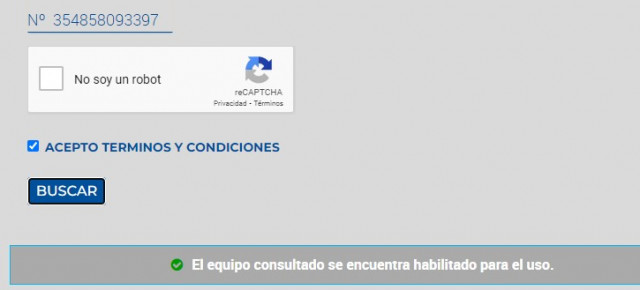 Nº 354858093397
No soy un robot
reCAPTCHA
Privacidad - Términos
ACEPTO TERMINOS Y CONDICIONES
BUSCAR
El equipo consultado se encuentra habilitado para el uso.